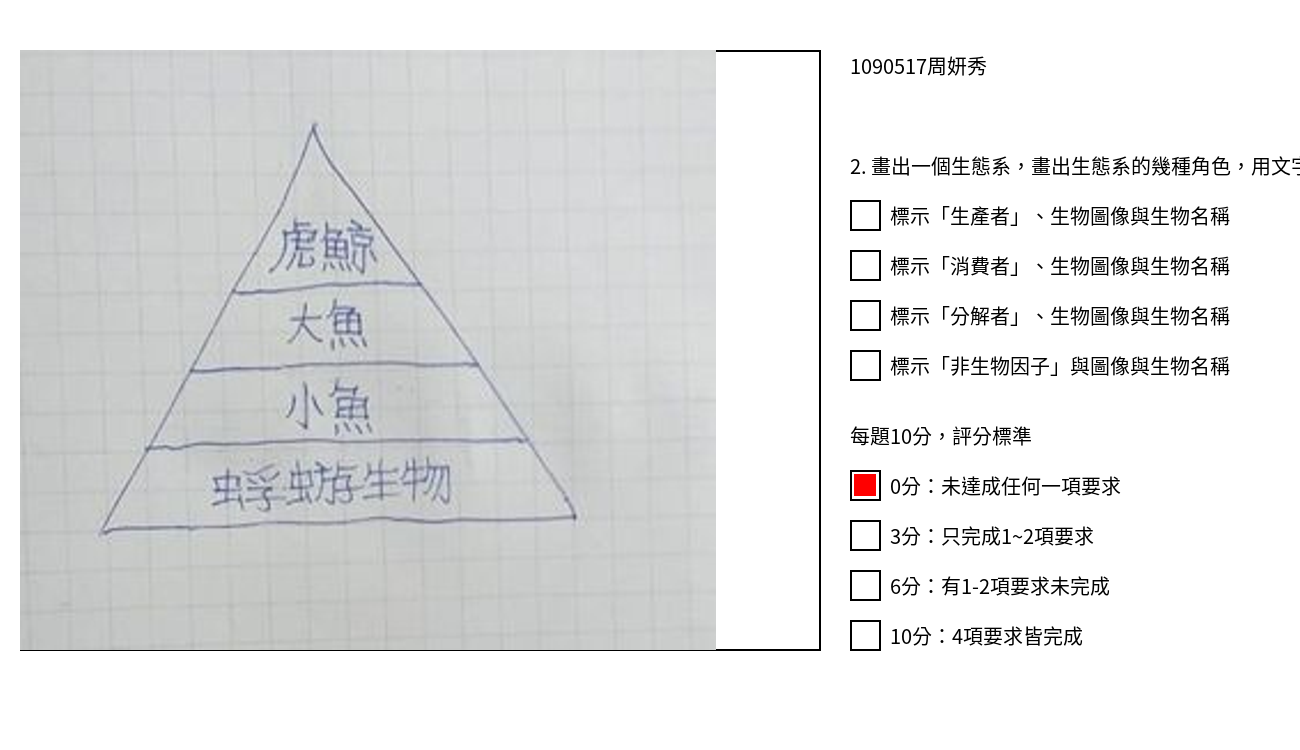 虎鯨
大魚
小魚
蜉蝣生物
1090517周妍秀
2. 畫出一個生態系，畫出生態系的幾種角色，用文字
標示「生產者」、生物圖像與生物名稱
標示「消費者」、生物圖像與生物名稱
標示「分解者」、生物圖像與生物名稱
標示「非生物因子」與圖像與生物名稱
每題10分，評分標準
0分：未達成任何一項要求
3分：只完成1~2項要求
6分：有1-2項要求未完成
10分：4項要求皆完成